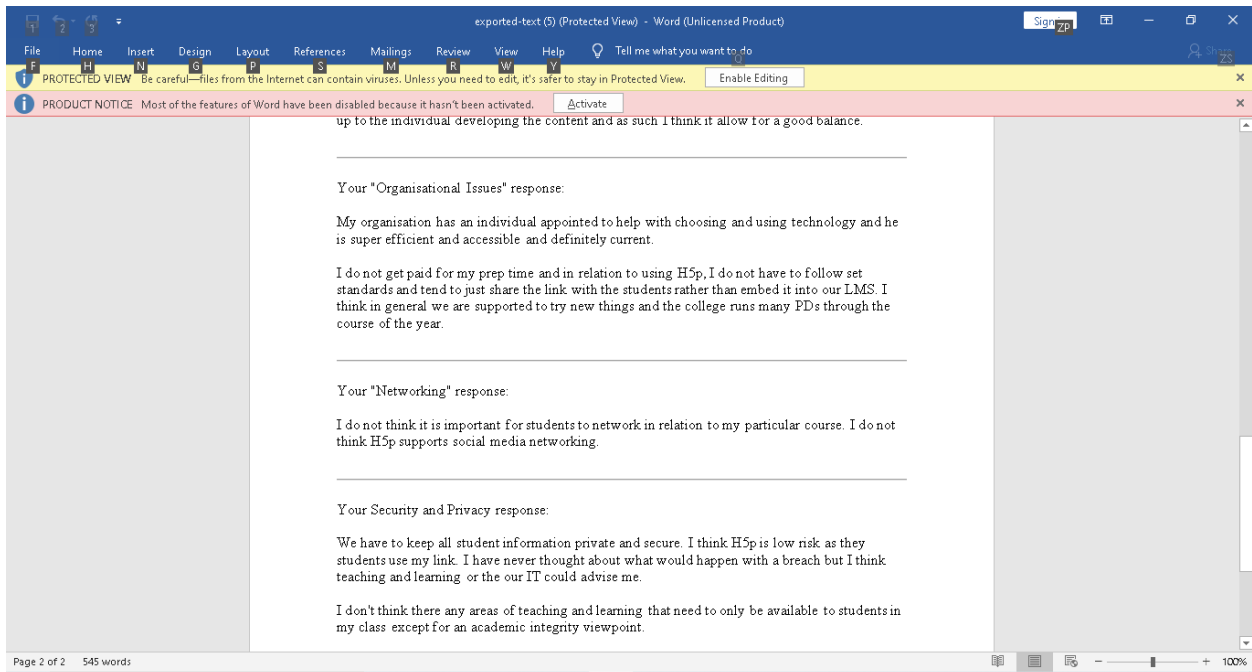 exported-text (5) (Protected View) - Word (Unlicensed Product)
1 2 3
ZP
File Home Insert Design Layout References Mailings Review View Help Tell me what you want to do
F H N G P S M R W Y Q ZS
PROTECTED VIEW Be careful—files from the Internet can contain viruses. Unless you need to edit, it's safer to stay in Protected View. Enable Editing
PRODUCT NOTICE Most of the features of Word have been disabled because it hasn't been activated. Activate
up to the individual developing the content and as such I think it allow for a good balance.
Your "Organisational Issues" response:
My organisation has an individual appointed to help with choosing and using technology and he
is super efficient and accessible and definitely current.
I do not get paid for my prep time and in relation to using H5p, I do not have to follow set
standards and tend to just share the link with the students rather than embed it into our LMS. I
think in general we are supported to try new things and the college runs many PDs through the
course of the year.
Your "Networking" response:
I do not think it is important for students to network in relation to my particular course. I do not
think H5p supports social media networking.
Your Security and Privacy response:
We have to keep all student information private and secure. I think H5p is low risk as they
students use my link. I have never thought about what would happen with a breach but I think
teaching and learning or the our IT could advise me.
I don't think there any areas of teaching and learning that need to only be available to students in
my class except for an academic integrity viewpoint.
Page 2 of 2 545 words 100%